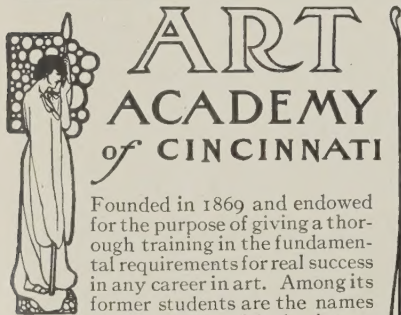 ART
ACADEMY
of CINCINNATI
Founded in 1869 and endowed
for the purpose of giving a thor-
ough training in the fundamen-
tal requirements for real success
in any career in art. Among its
former students are the names